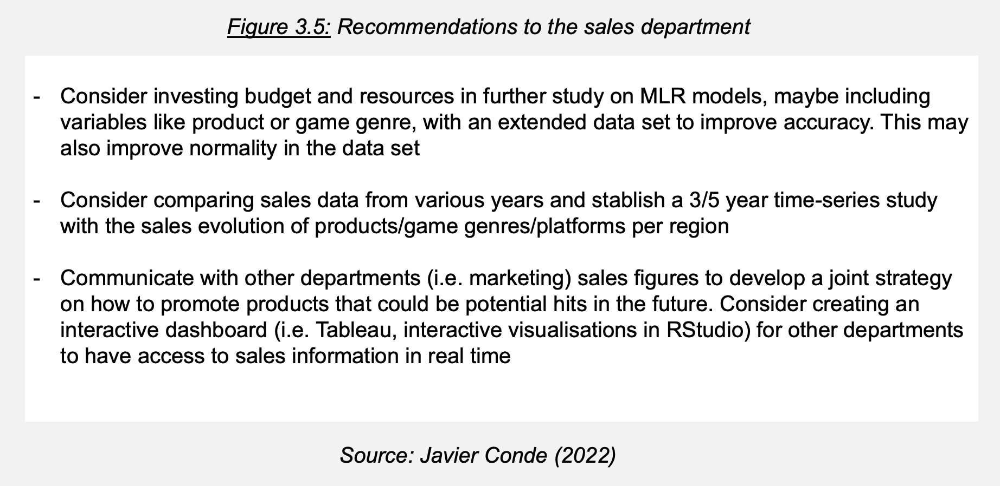 Figure 3.5: Recommendations to the sales department
- Consider investing budget and resources in further study on MLR models, maybe including
variables like product or game genre, with an extended data set to improve accuracy. This may
also improve normality in the data set
- Consider comparing sales data from various years and stablish a 3/5 year time-series study
with the sales evolution of products/game genres/platforms per region
- Communicate with other departments (i.e. marketing) sales figures to develop a joint strategy
on how to promote products that could be potential hits in the future. Consider creating an
interactive dashboard (i.e. Tableau, interactive visualisations in RStudio) for other departments
to have access to sales information in real time
Source: Javier Conde (2022)